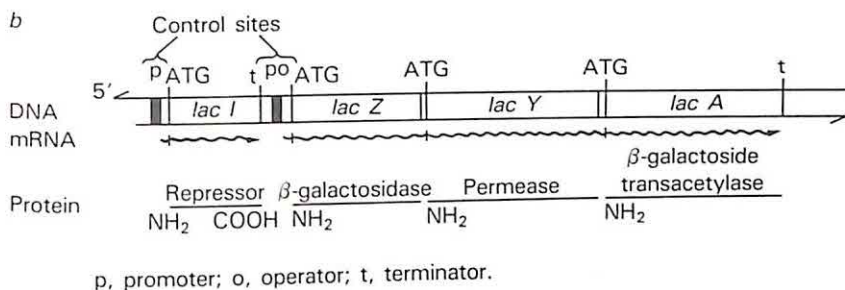 b
Control sites
p ATG t po ATG ATG ATG t
5′
DNA lac I lac Z lac Y lac A
mRNA
β-galactoside
Repressor β-galactosidase Permease transacetylase
Protein
NH₂ COOH NH₂ NH₂ NH₂
p, promoter; o, operator; t, terminator.